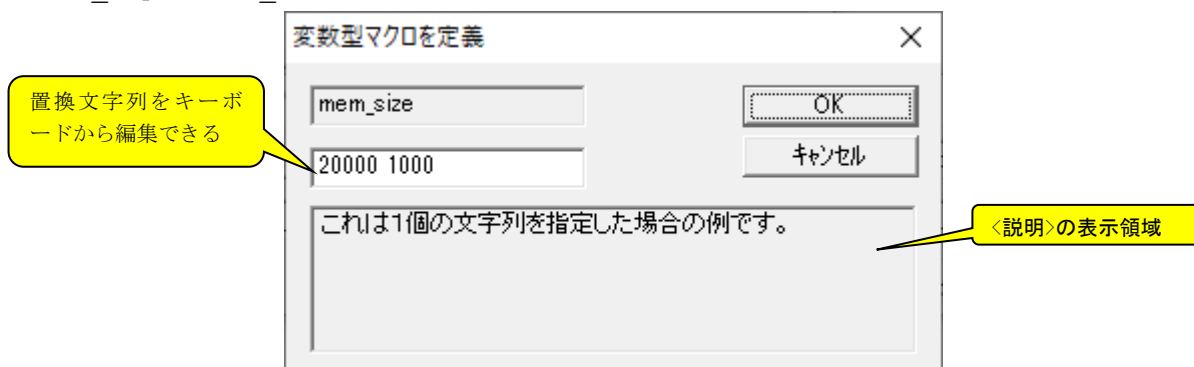 変数型マクロを定義
置換文字列をキーボ
ードから編集できる
mem_size
OK
20000 1000
キャンセル
これは1個の文字列を指定した場合の例です。
<説明>の表示領域